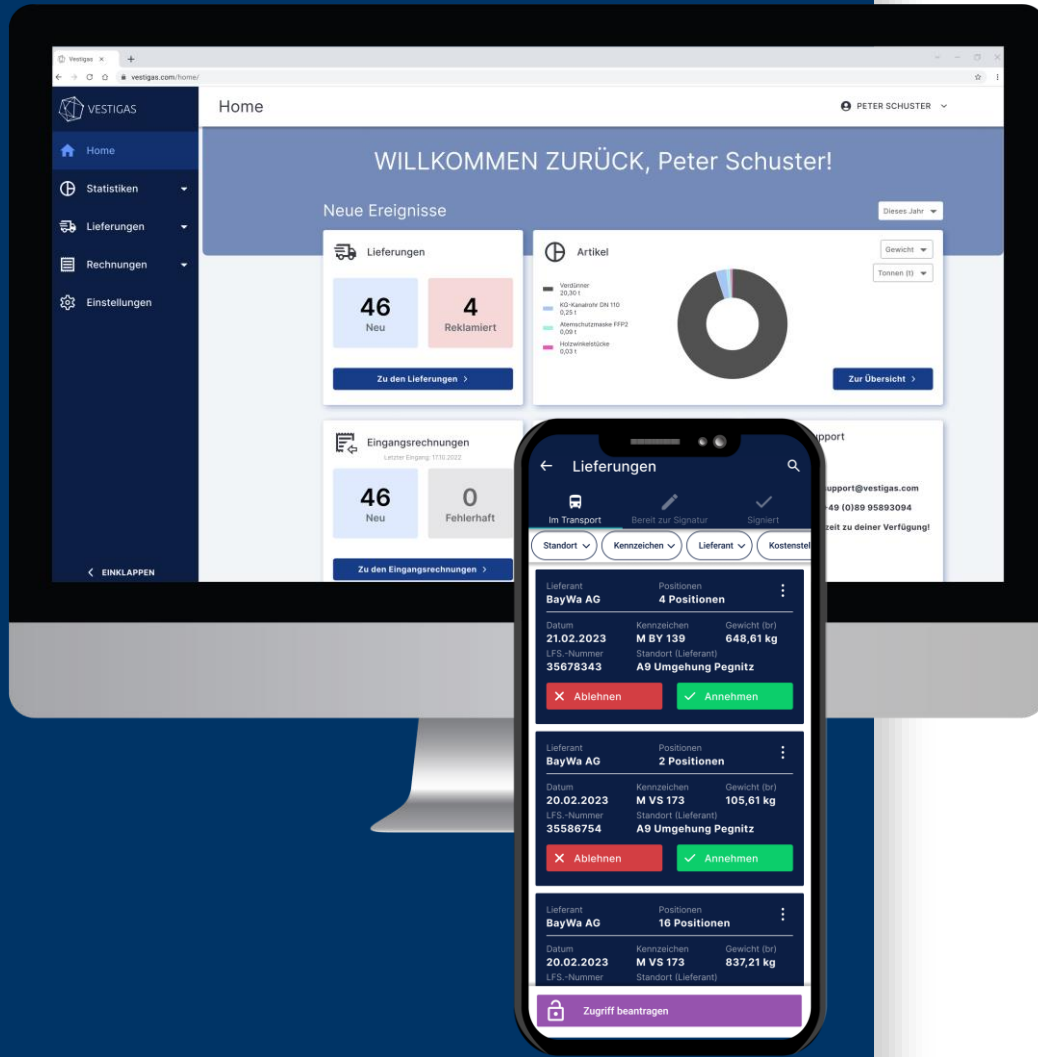 Vestigas
vestigas.com/home/
VESTIGAS
Home
PETER SCHUSTER
Home
Statistiken
Lieferungen
Rechnungen
Einstellungen
EINKLAPPEN
WILLKOMMEN ZURÜCK, Peter Schuster!
Neue Ereignisse
Dieses Jahr
Lieferungen
46
Neu
4
Reklamiert
Zu den Lieferungen
Artikel
Gewicht
Tonnen (t)
Verdünner
20,30 t
KG-Kanalrohr DN 110
0,25 t
Atemschutzmaske FFP2
0,09 t
Holzwinkelstücke
0,03 t
Zur Übersicht
Eingangsrechnungen
Letzter Eingang: 17.10.2022
46
Neu
0
Fehlerhaft
Zu den Eingangsrechnungen
upport
upport@vestigas.com
49 (0)89 95893094
zeit zu deiner Verfügung!
Lieferungen
Im Transport
Bereit zur Signatur
Signiert
Standort
Kennzeichen
Lieferant
Kostenstel
Lieferant Positionen
BayWa AG 4 Positionen
Datum Kennzeichen Gewicht (br)
21.02.2023 M BY 139 648,61 kg
LFS.-Nummer Standort (Lieferant)
35678343 A9 Umgehung Pegnitz
Ablehnen Annehmen
Lieferant Positionen
BayWa AG 2 Positionen
Datum Kennzeichen Gewicht (br)
20.02.2023 M VS 173 105,61 kg
LFS.-Nummer Standort (Lieferant)
35586754 A9 Umgehung Pegnitz
Ablehnen Annehmen
Lieferant Positionen
BayWa AG 16 Positionen
Datum Kennzeichen Gewicht (br)
20.02.2023 M VS 173 837,21 kg
LFS.-Nummer Standort (Lieferant)
Zugriff beantragen